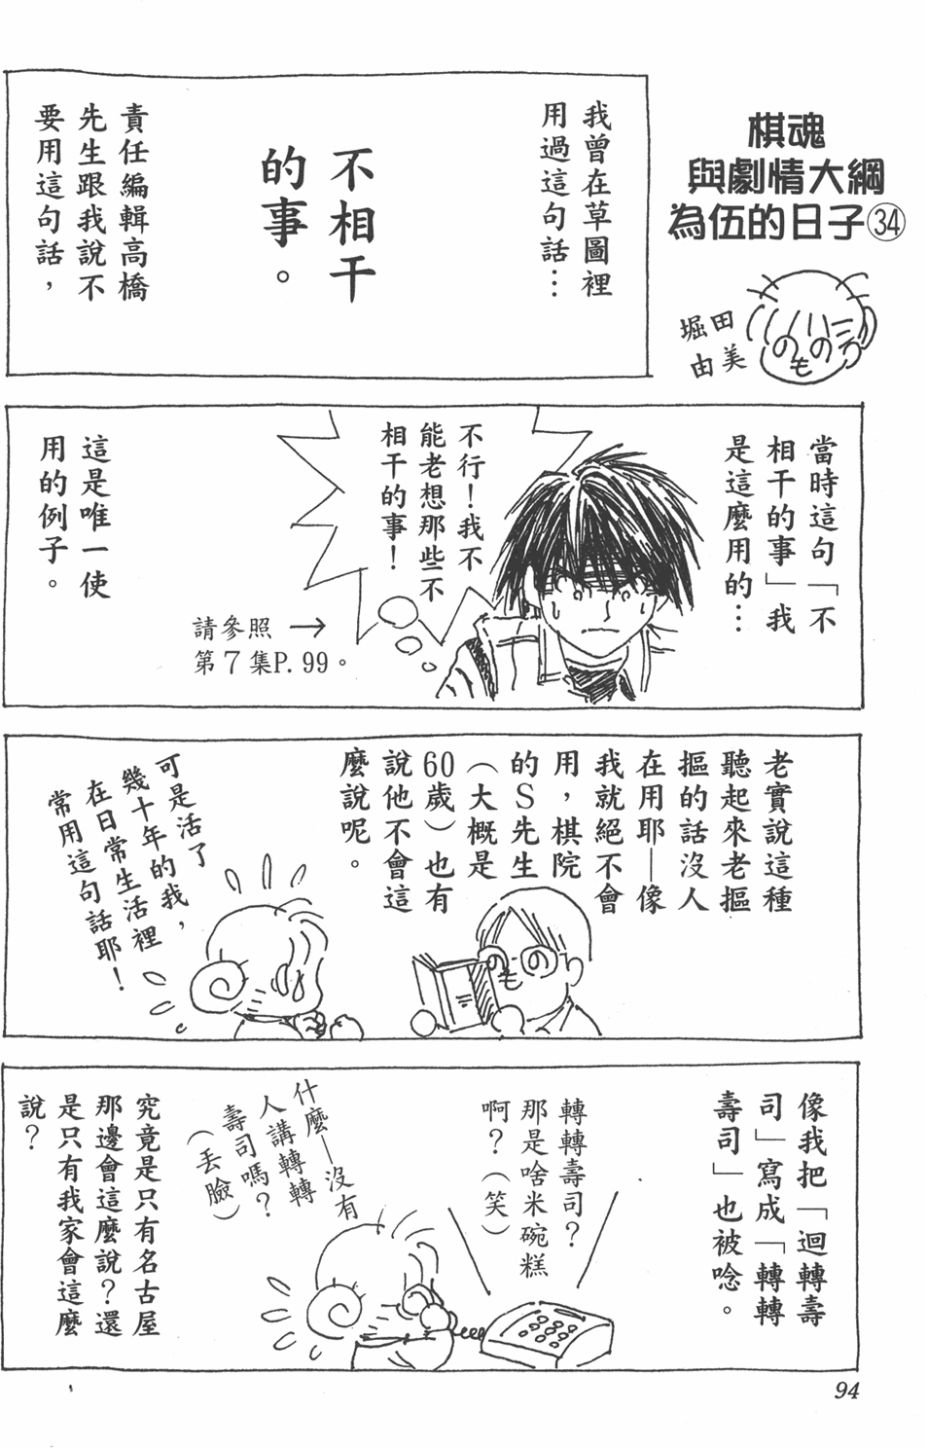 棋魂
與劇情大綱
為伍的日子㉞
堀田
由美
我曾在草圖裡
用過這句話…
不相干
的事。
責任編輯高橋
先生跟我說不
要用這句話，
當時這句「不
相干的事」我
是這麼用的…
不行！我不
能老想那些不
相干的事！
請參照 →
第７集P.99。
這是唯一使
用的例子。
老實說這種
聽起來老摳
摳的話沒人
在用耶—像
我就絕不會
用，棋院
的Ｓ先生
（大概是
60歲）也有
說他不會這
麼說呢。
可是活了
幾十年的我，
在日常生活裡
常用這句話耶！
像我把「迴轉壽
司」寫成「轉轉
壽司」也被唸。
轉轉壽司？
那是啥米碗糕
啊？（笑）
什麼—沒有
人講轉轉
壽司嗎？
（丟臉）
究竟是只有名古屋
那邊會這麼說？還
是只有我家會這麼
說？
94